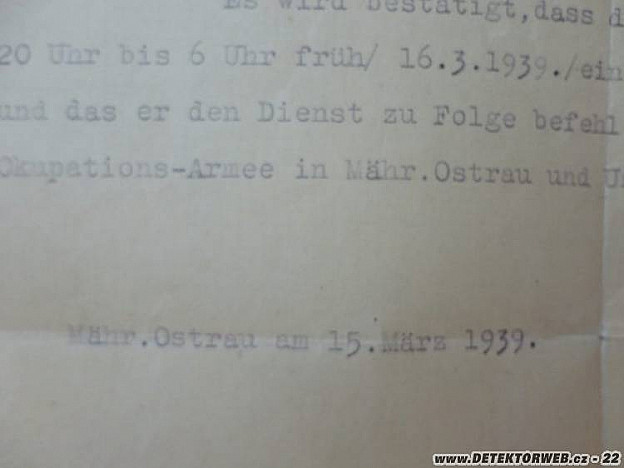 Es wird bestätigt,dass d
20 Uhr bis 6 Uhr früh/ 16.3.1939./ein
und das er den Dienst zu Folge befehl
Okupations-Armee in Mähr.Ostrau und U
Mähr.Ostrau am 15.März 1939.
www.DETEKTORWEB.cz - 22